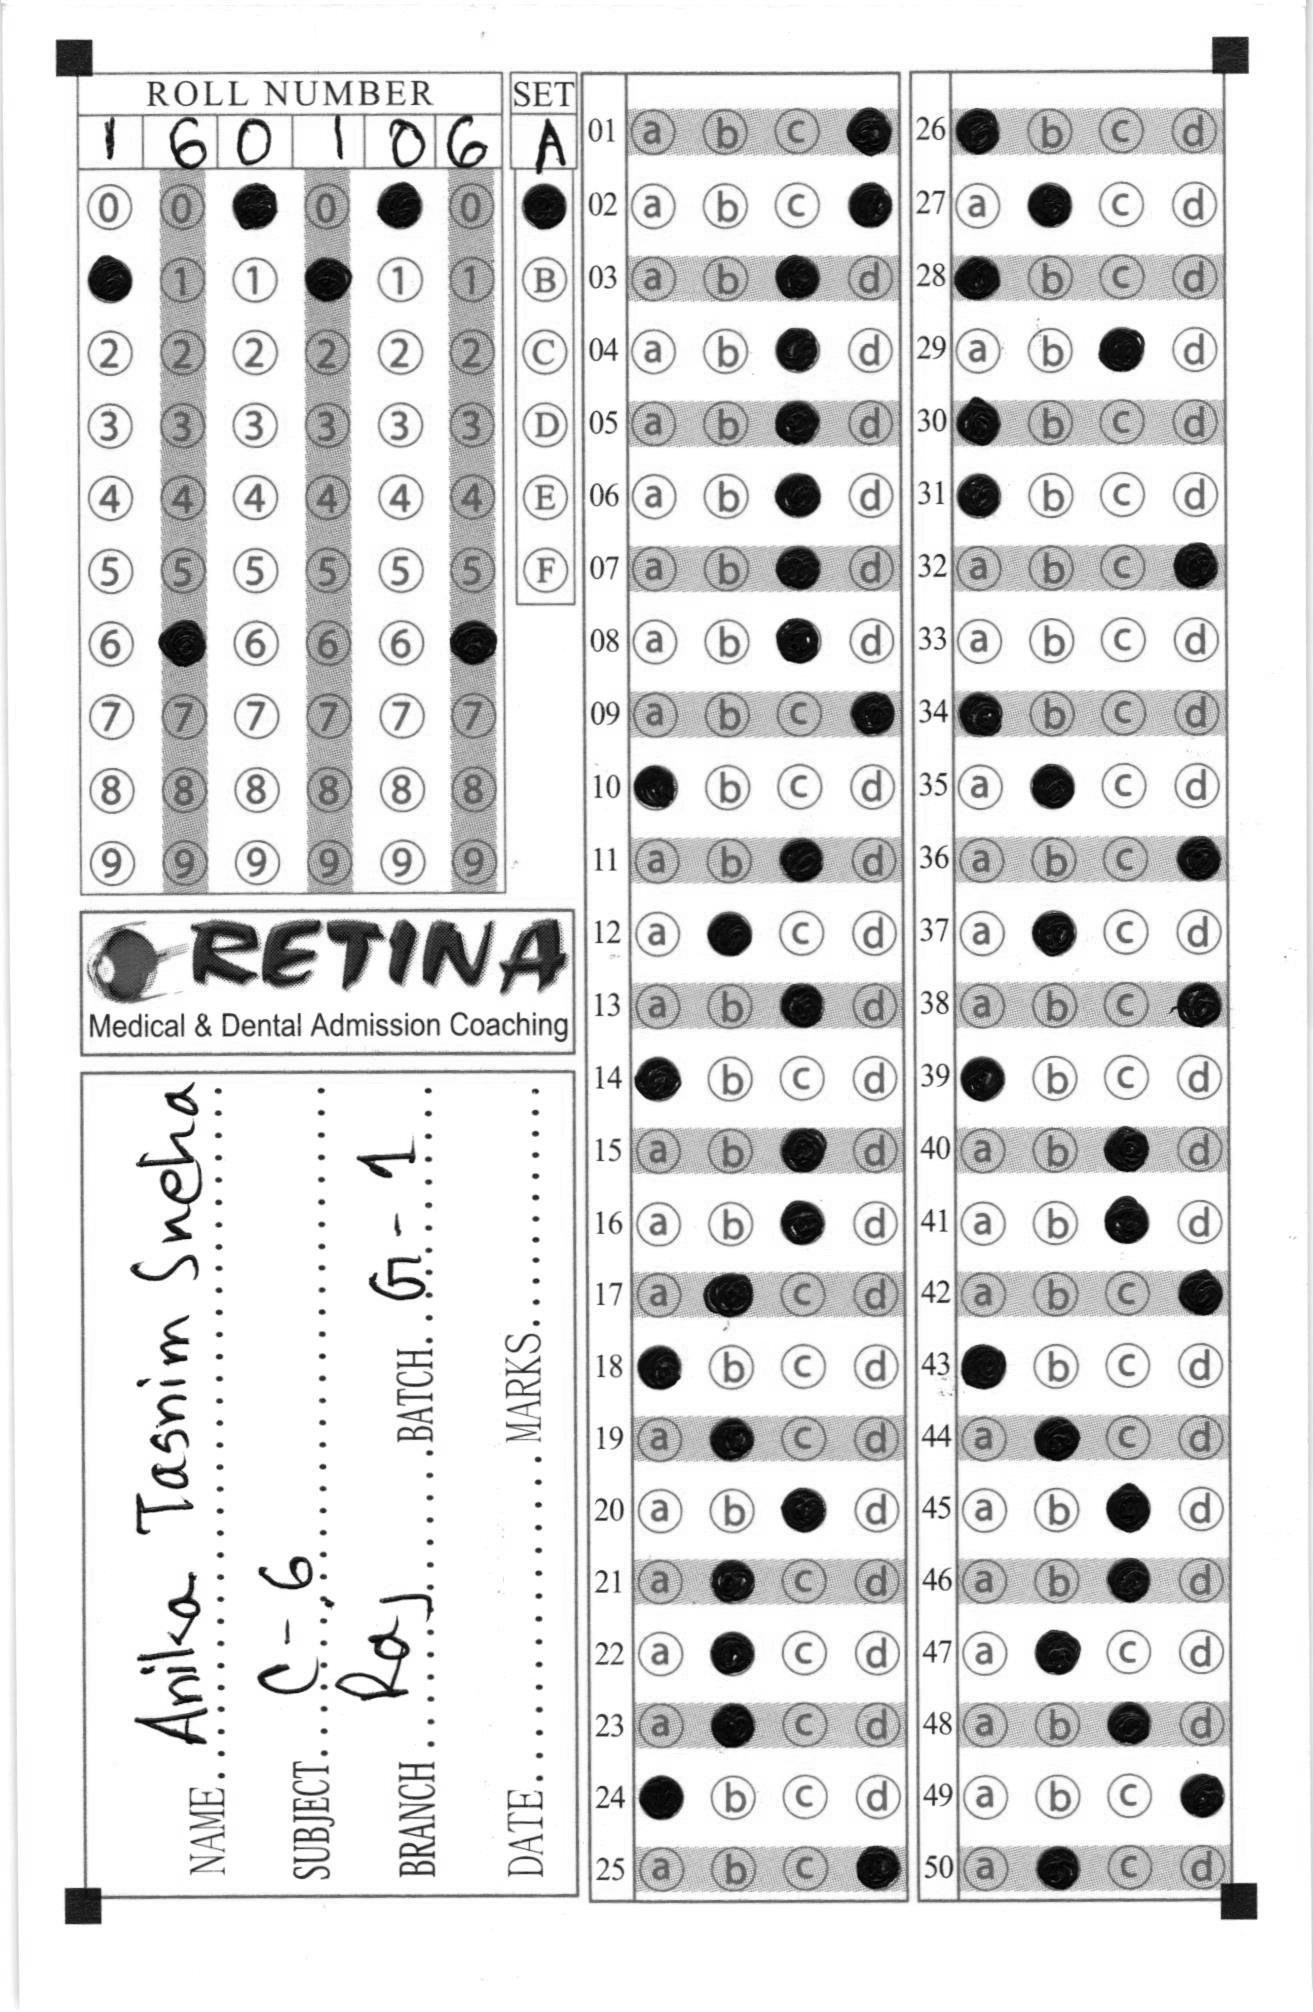 ROLL NUMBER
SET
1 6 0 1 0 6
A
0 0 0 0
1 1 1 1 B
2 2 2 2 2 2 C
3 3 3 3 3 3 D
4 4 4 4 4 4 E
5 5 5 5 5 5 F
6 6 6 6
7 7 7 7 7 7
8 8 8 8 8 8
9 9 9 9 9 9
RETINA
Medical & Dental Admission Coaching
NAME Anika Tasnim Sneha
SUBJECT C-6
BRANCH Raj BATCH G-1
DATE MARKS
01 a b c
02 a b c
03 a b d
04 a b d
05 a b d
06 a b d
07 a b d
08 a b d
09 a b c
10 b c d
11 a b d
12 a c d
13 a b d
14 b c d
15 a b d
16 a b d
17 a c d
18 b c d
19 a c d
20 a b d
21 a c d
22 a c d
23 a c d
24 b c d
25 a b c
26 b c d
27 a c d
28 b c d
29 a b d
30 b c d
31 b c d
32 a b c
33 a b c d
34 b c d
35 a c d
36 a b c
37 a c d
38 a b c
39 b c d
40 a b d
41 a b d
42 a b c
43 b c d
44 a c d
45 a b d
46 a b d
47 a c d
48 a b d
49 a b c
50 a c d